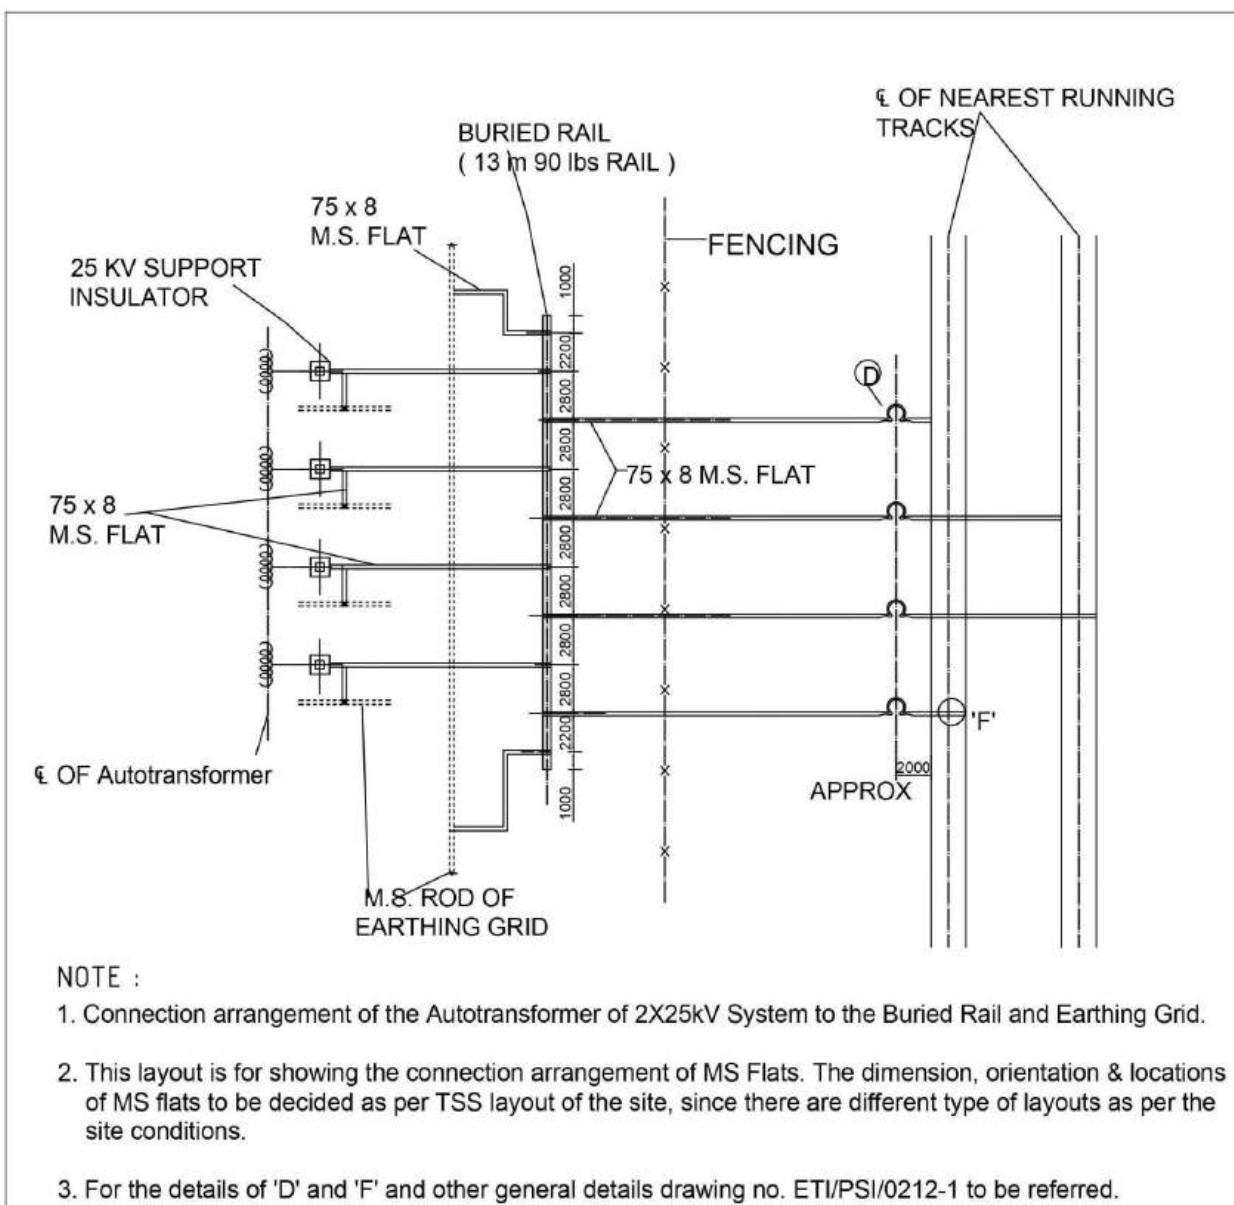 ℄ OF NEAREST RUNNING
TRACKS
BURIED RAIL
( 13 m 90 lbs RAIL )
75 x 8
M.S. FLAT
FENCING
25 KV SUPPORT
INSULATOR
1000
2200
2800
2800
2800
2800
2800
2800
2800
2200
1000
D
75 x 8 M.S. FLAT
75 x 8
M.S. FLAT
'F'
℄ OF Autotransformer
2000
APPROX
M.S. ROD OF
EARTHING GRID
NOTE :
1. Connection arrangement of the Autotransformer of 2X25kV System to the Buried Rail and Earthing Grid.
2. This layout is for showing the connection arrangement of MS Flats. The dimension, orientation & locations
of MS flats to be decided as per TSS layout of the site, since there are different type of layouts as per the
site conditions.
3. For the details of 'D' and 'F' and other general details drawing no. ETI/PSI/0212-1 to be referred.